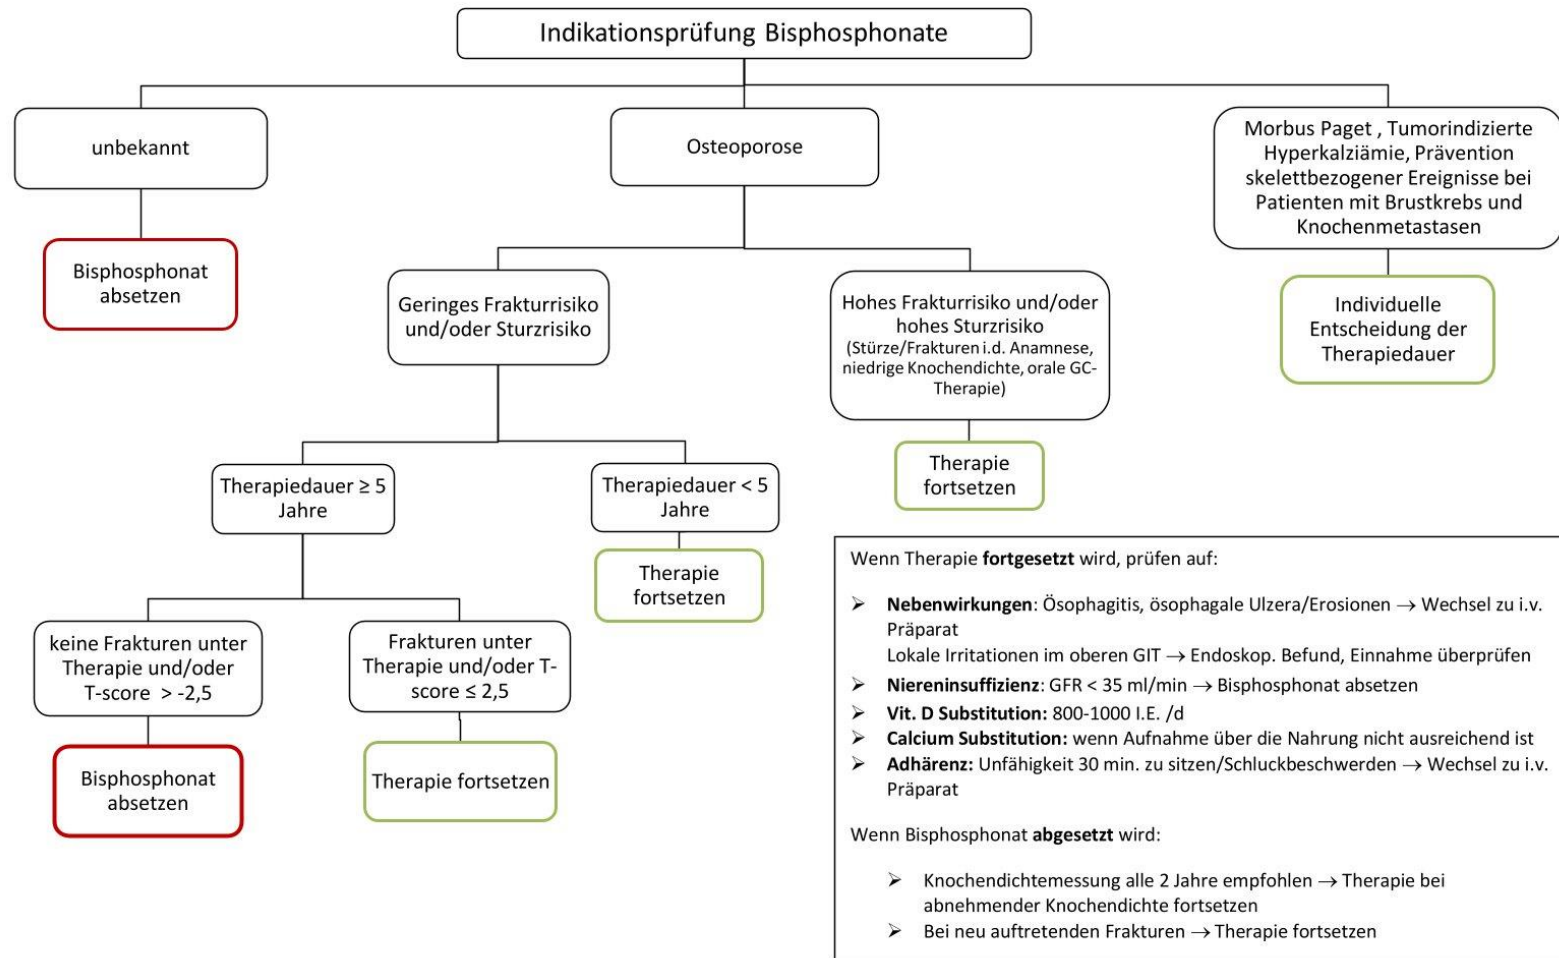 Indikationsprüfung Bisphosphonate
unbekannt
Bisphosphonat
absetzen
Osteoporose
Geringes Frakturrisiko
und/oder Sturzrisiko
Therapiedauer ≥ 5
Jahre
keine Frakturen unter
Therapie und/oder
T-score > -2,5
Bisphosphonat
absetzen
Frakturen unter
Therapie und/oder T-
score ≤ 2,5
Therapie fortsetzen
Therapiedauer < 5
Jahre
Therapie
fortsetzen
Hohes Frakturrisiko und/oder
hohes Sturzrisiko
(Stürze/Frakturen i.d. Anamnese,
niedrige Knochendichte, orale GC-
Therapie)
Therapie
fortsetzen
Morbus Paget , Tumorindizierte
Hyperkalziämie, Prävention
skelettbezogener Ereignisse bei
Patienten mit Brustkrebs und
Knochenmetastasen
Individuelle
Entscheidung der
Therapiedauer
Wenn Therapie fortgesetzt wird, prüfen auf:
➢ Nebenwirkungen: Ösophagitis, ösophagale Ulzera/Erosionen → Wechsel zu i.v.
Präparat
Lokale Irritationen im oberen GIT → Endoskop. Befund, Einnahme überprüfen
➢ Niereninsuffizienz: GFR < 35 ml/min → Bisphosphonat absetzen
➢ Vit. D Substitution: 800-1000 I.E. /d
➢ Calcium Substitution: wenn Aufnahme über die Nahrung nicht ausreichend ist
➢ Adhärenz: Unfähigkeit 30 min. zu sitzen/Schluckbeschwerden → Wechsel zu i.v.
Präparat
Wenn Bisphosphonat abgesetzt wird:
➢ Knochendichtemessung alle 2 Jahre empfohlen → Therapie bei
abnehmender Knochendichte fortsetzen
➢ Bei neu auftretenden Frakturen → Therapie fortsetzen